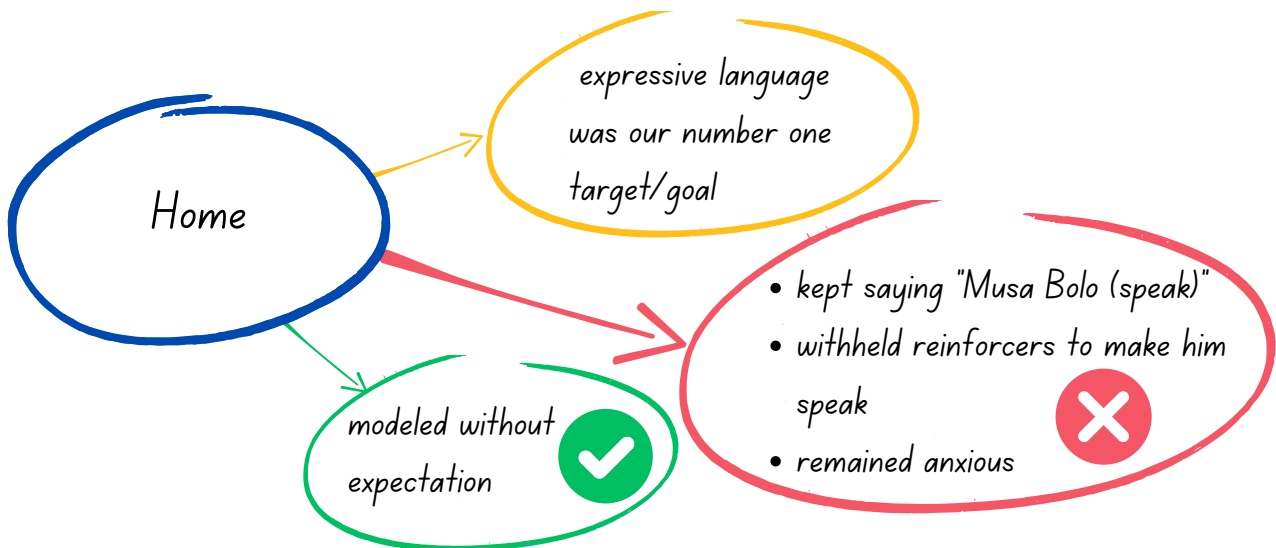 Home
expressive language
was our number one
target/goal
• kept saying "Musa Bolo (speak)"
• withheld reinforcers to make him
speak
• remained anxious
modeled without
expectation